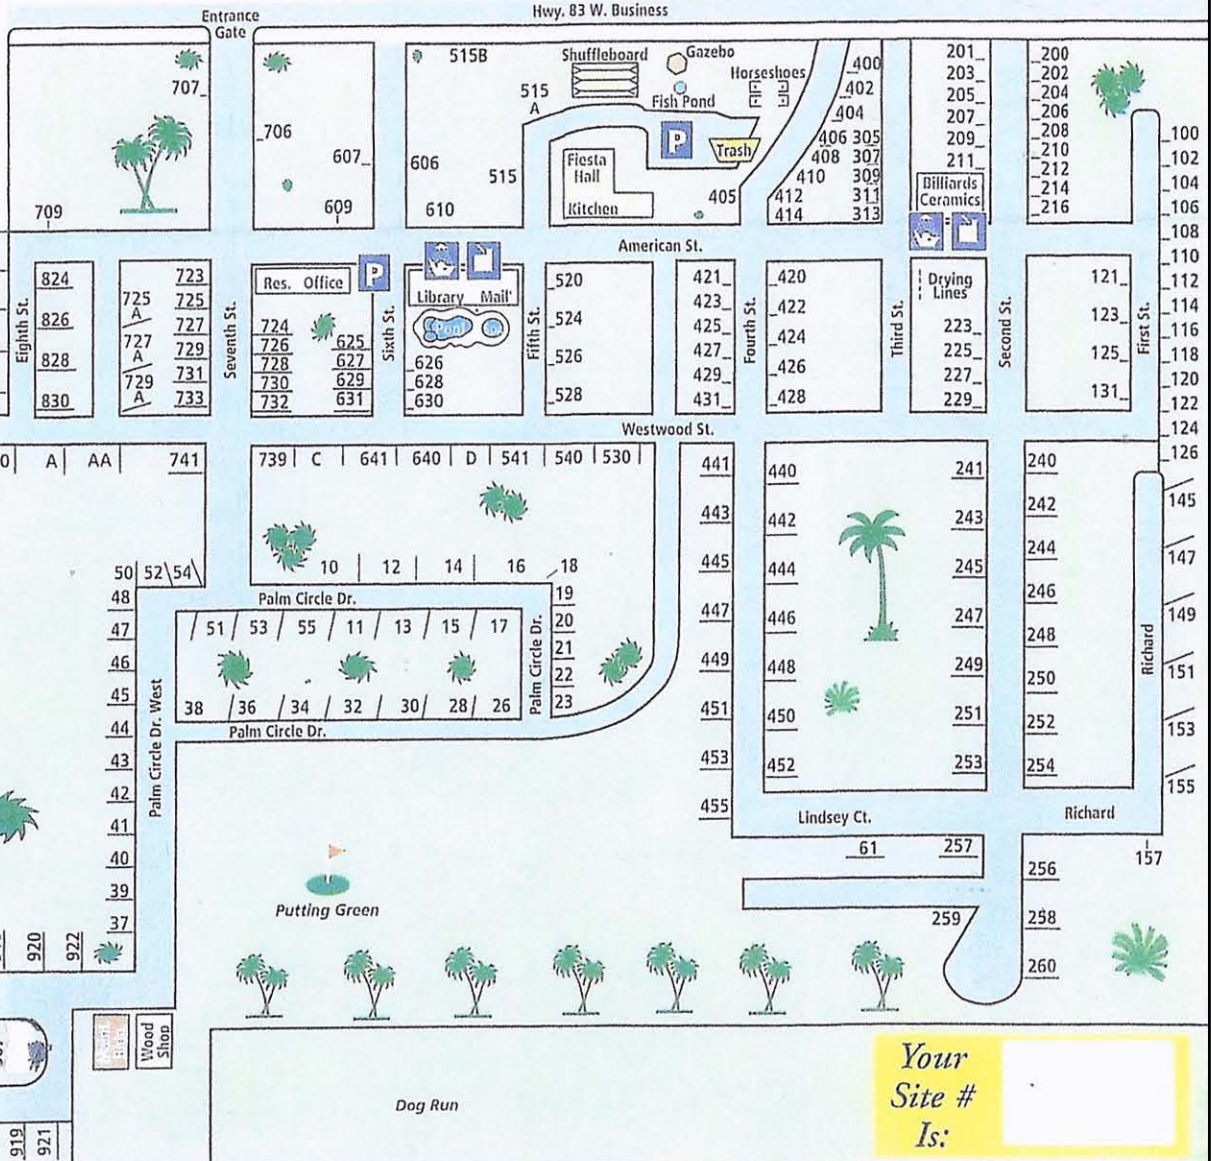 Hwy. 83 W. Business
Entrance
Gate
707
706
607
609
709
515B
515
A
Shuffleboard
Gazebo
Horseshoes
Fish Pond
P
Trash
Fiesta
Hall
Kitchen
606
515
610
405
400
402
404
406 305
408 307
410 309
412 311
414 313
201
203
205
207
209
211
Billiards
Ceramics
200
202
204
206
208
210
212
214
216
100
102
104
106
108
110
112
114
116
118
120
122
124
126
American St.
Eighth St.
824
826
828
830
725
A
727
A
729
A
723
725
727
729
731
733
Seventh St.
Res. Office
P
724
726
728
730
732
625
627
629
631
Sixth St.
Library Mail
Pool
626
628
630
Fifth St.
520
524
526
528
421
423
425
427
429
431
Fourth St.
420
422
424
426
428
Third St.
Drying
Lines
223
225
227
229
Second St.
121
123
125
131
First St.
Westwood St.
0 A AA 741
739 C 641 640 D 541 540 530
441
443
445
447
449
451
453
455
440
442
444
446
448
450
452
241
243
245
247
249
251
253
240
242
244
246
248
250
252
254
145
147
149
151
153
155
Richard
50 52 54
48
47
46
45
44
43
42
41
40
39
37
10 12 14 16 18
Palm Circle Dr.
19
20
21
22
23
51 53 55 11 13 15 17
38 36 34 32 30 28 26
Palm Circle Dr.
Palm Circle Dr.
Palm Circle Dr. West
Lindsey Ct.
Richard
61 257
157
256
258
259
260
Putting Green
920
922
Wood
Shop
919
921
Dog Run
Your
Site #
Is: